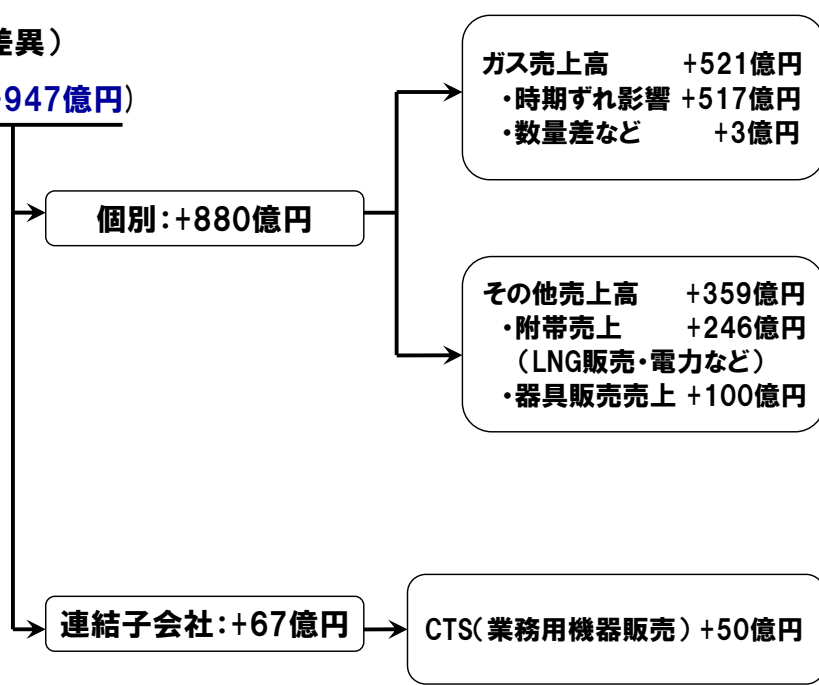 差異）
947億円）
個別：+880億円
ガス売上高 +521億円
・時期ずれ影響 +517億円
・数量差など +3億円
その他売上高 +359億円
・附帯売上 +246億円
（LNG販売・電力など）
・器具販売売上 +100億円
連結子会社：+67億円
CTS（業務用機器販売）+50億円